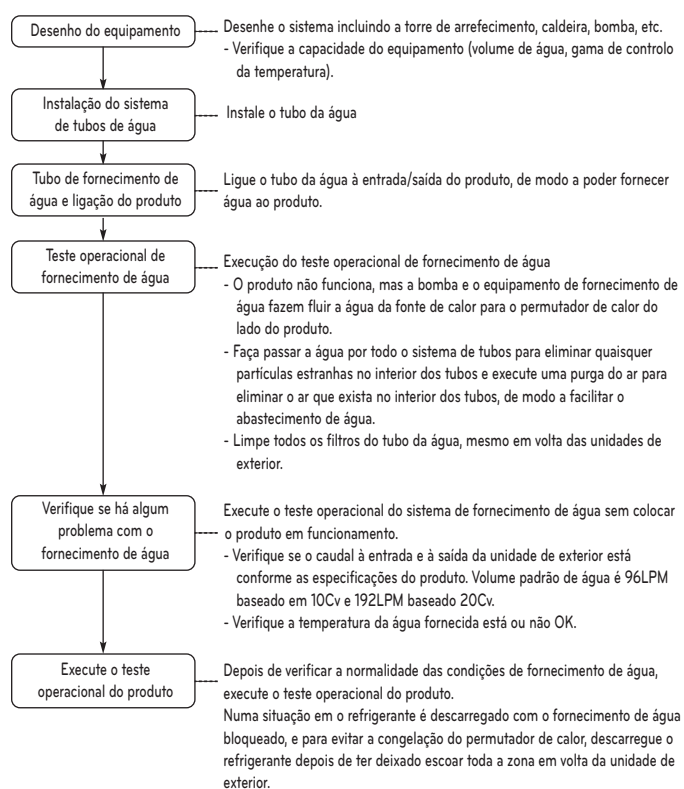 Desenho do equipamento
Desenhe o sistema incluindo a torre de arrefecimento, caldeira, bomba, etc.
- Verifique a capacidade do equipamento (volume de água, gama de controlo
da temperatura).
Instalação do sistema
de tubos de água
Instale o tubo da água
Tubo de fornecimento de
água e ligação do produto
Ligue o tubo da água à entrada/saída do produto, de modo a poder fornecer
água ao produto.
Teste operacional de
fornecimento de água
Execução do teste operacional de fornecimento de água
- O produto não funciona, mas a bomba e o equipamento de fornecimento de
água fazem fluir a água da fonte de calor para o permutador de calor do
lado do produto.
- Faça passar a água por todo o sistema de tubos para eliminar quaisquer
partículas estranhas no interior dos tubos e execute uma purga do ar para
eliminar o ar que exista no interior dos tubos, de modo a facilitar o
abastecimento de água.
- Limpe todos os filtros do tubo da água, mesmo em volta das unidades de
exterior.
Verifique se há algum
problema com o
fornecimento de água
Execute o teste operacional do sistema de fornecimento de água sem colocar
o produto em funcionamento.
- Verifique se o caudal à entrada e à saída da unidade de exterior está
conforme as especificações do produto. Volume padrão de água é 96LPM
baseado em 10Cv e 192LPM baseado 20Cv.
- Verifique a temperatura da água fornecida está ou não OK.
Execute o teste
operacional do produto
Depois de verificar a normalidade das condições de fornecimento de água,
execute o teste operacional do produto.
Numa situação em o refrigerante é descarregado com o fornecimento de água
bloqueado, e para evitar a congelação do permutador de calor, descarregue o
refrigerante depois de ter deixado escoar toda a zona em volta da unidade de
exterior.